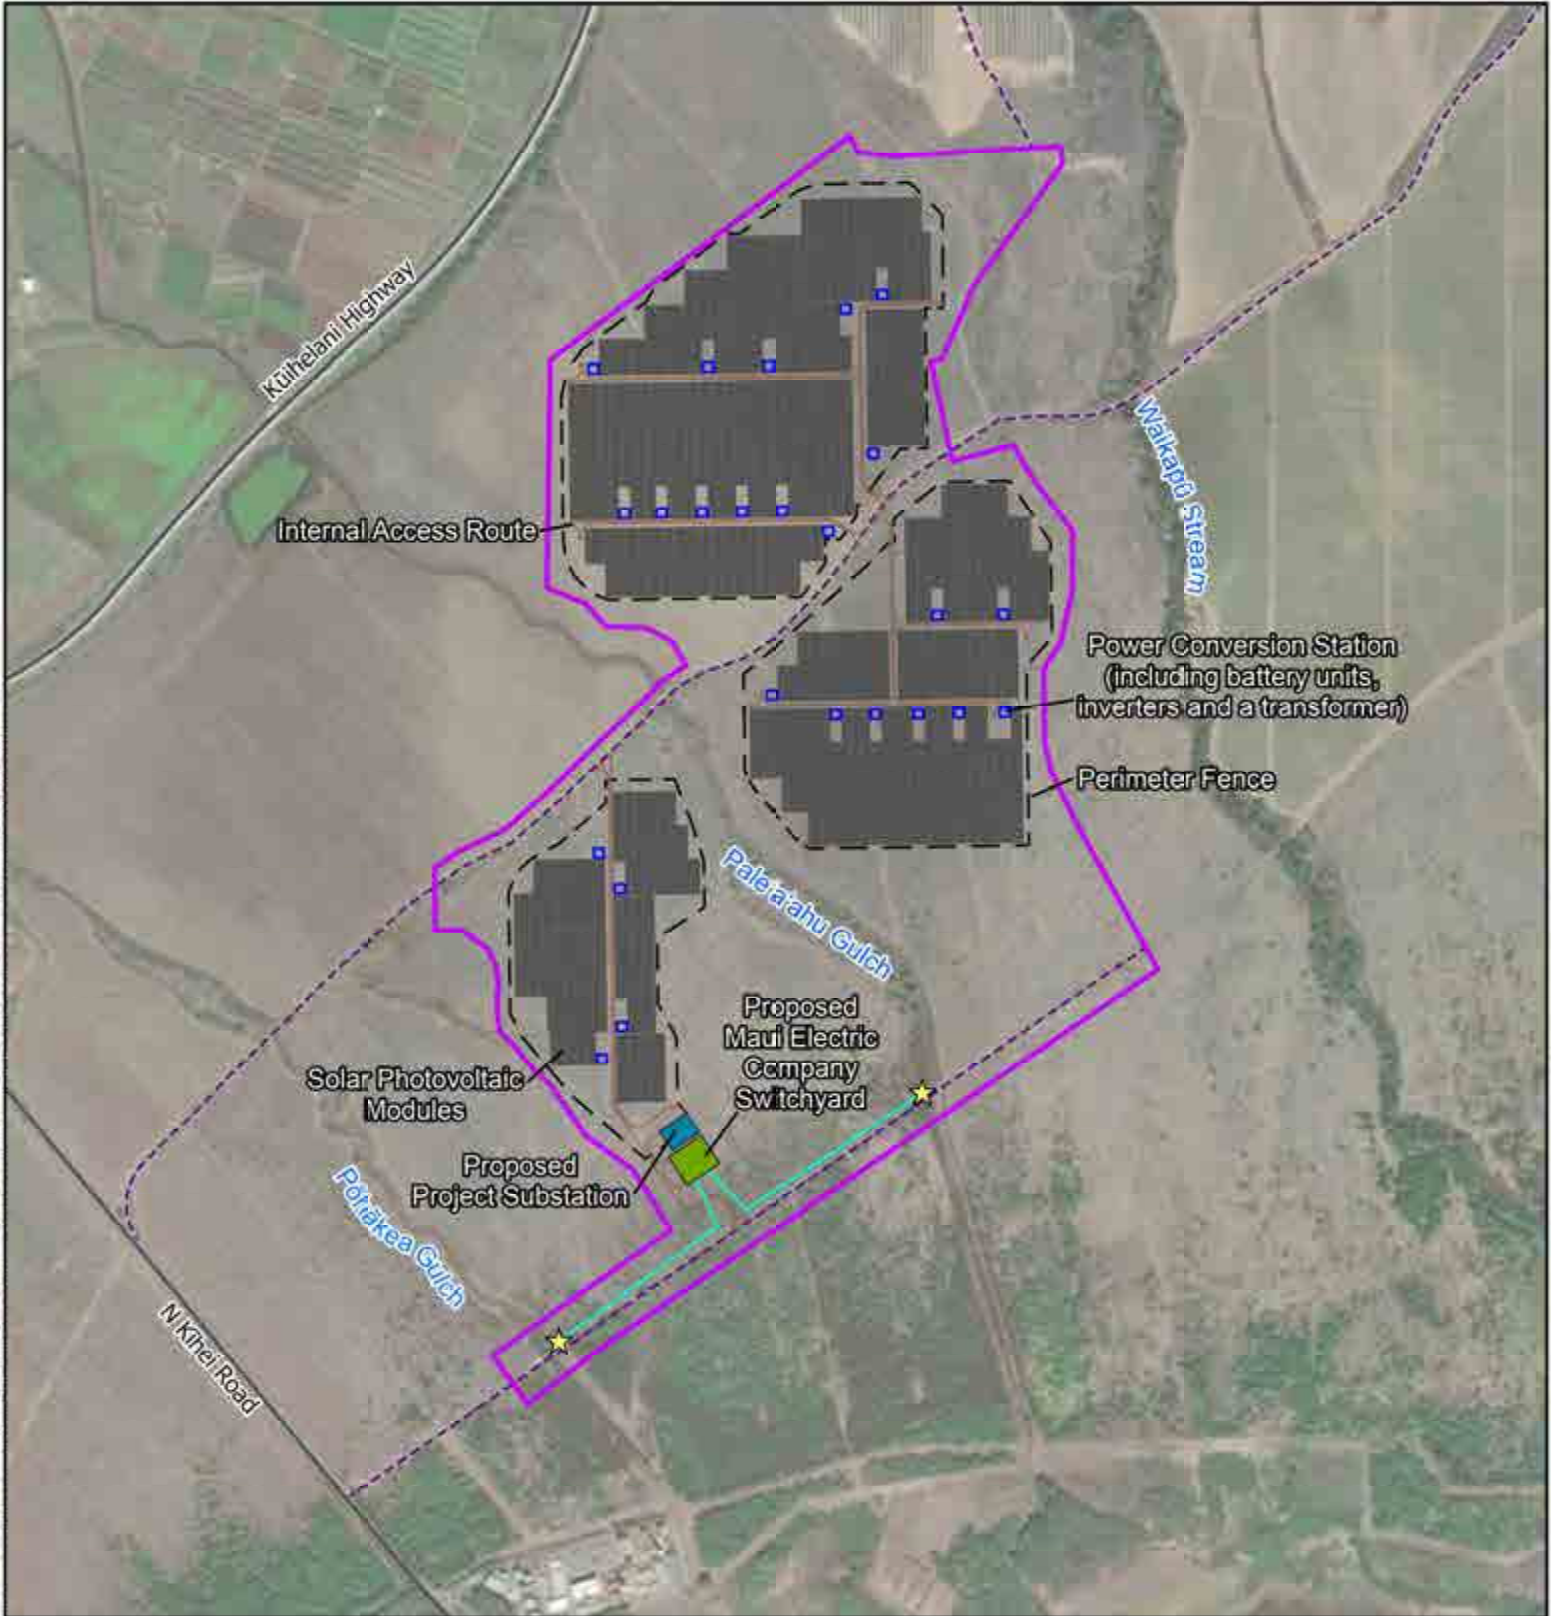 Kūihelani Highway
Waikapū Stream
Internal Access Route
Power Conversion Station
(including battery units,
inverters and a transformer)
Perimeter Fence
Pale a'ahu Gulch
Proposed
Maui Electric
Company
Switchyard
Solar Photovoltaic
Modules
Proposed
Project Substation
Pōhākea Gulch
N Kīhei Road